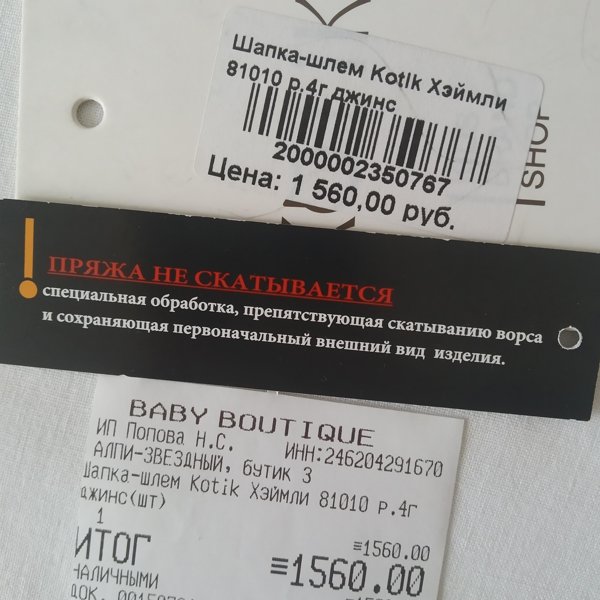 Шапка-шлем Kotik Хэймли
81010 р.4г джинс
2000002350767
Цена: 1 560,00 руб.
SHOP
! ПРЯЖА НЕ СКАТЫВАЕТСЯ
специальная обработка, препятствующая скатыванию ворса
и сохраняющая первоначальный внешний вид изделия.
BABY BOUTIQUE
ИП Попова Н.С. ИНН:246204291670
АЛПИ-ЗВЕЗДНЫЙ, бутик 3
Шапка-шлем Kotik Хэймли 81010 р.4г
джинс(шт)
1
≡1560.00
ИТОГ ≡1560.00
НАЛИЧНЫМИ